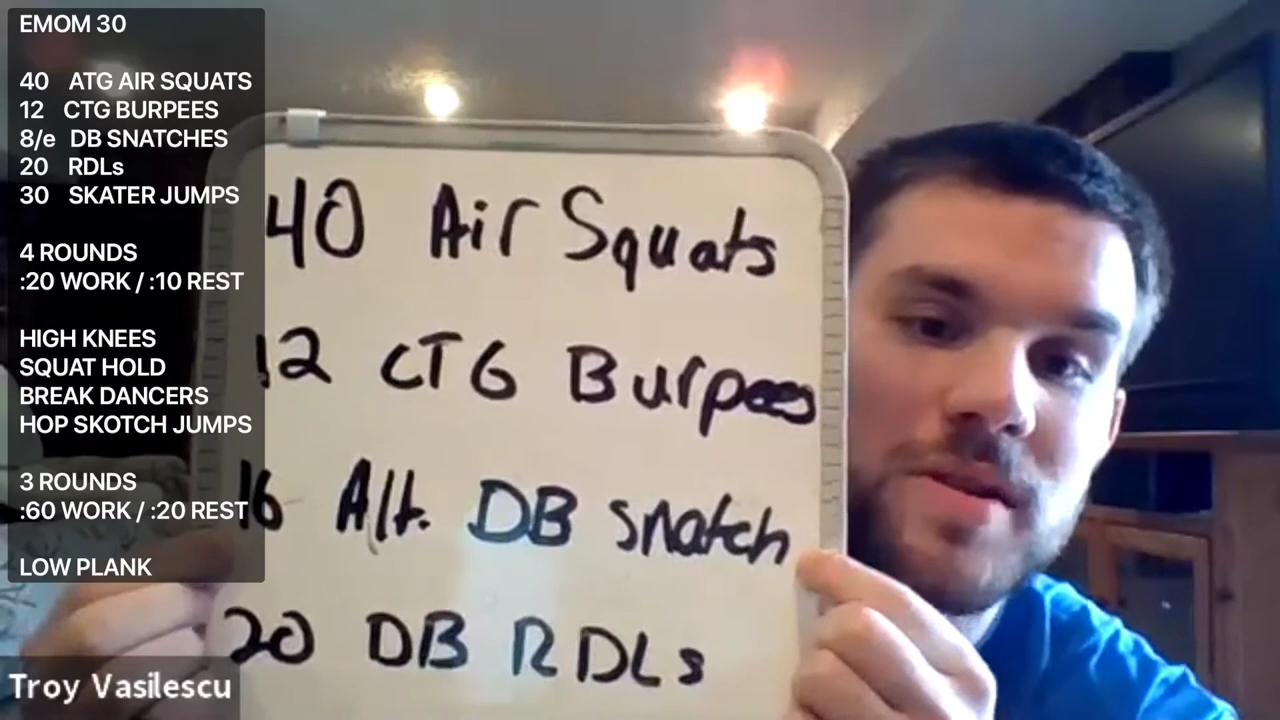 EMOM 30
40 ATG AIR SQUATS
12 CTG BURPEES
8/e DB SNATCHES
20 RDLs
30 SKATER JUMPS
4 ROUNDS
:20 WORK / :10 REST
HIGH KNEES
SQUAT HOLD
BREAK DANCERS
HOP SKOTCH JUMPS
3 ROUNDS
:60 WORK / :20 REST
LOW PLANK
40 Air Squats
12 CTG Burpees
16 Alt. DB snatch
20 DB RDLs
Troy Vasilescu